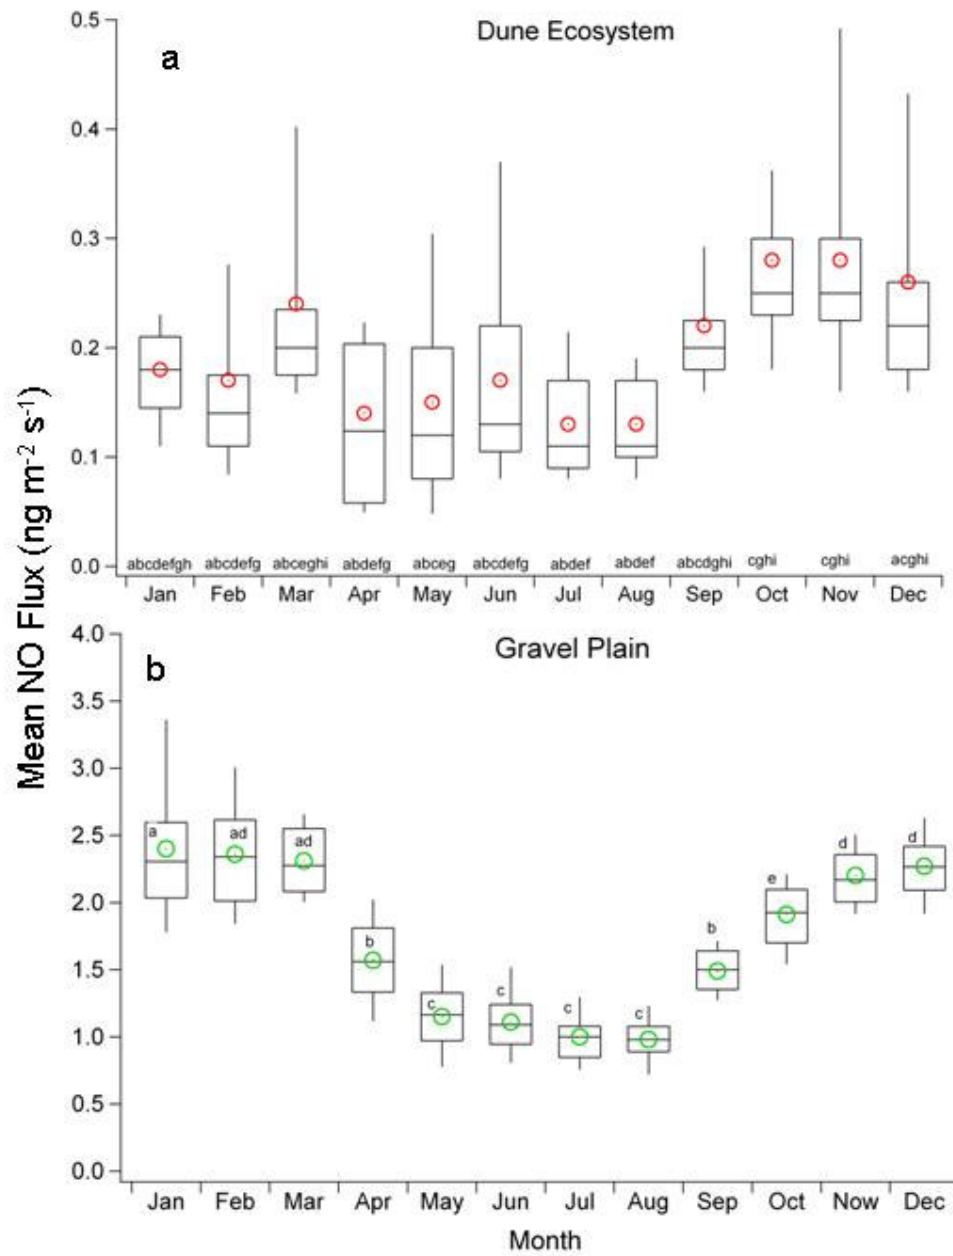 Dune Ecosystem
a
0.5
0.4
0.3
0.2
0.1
0.0
abcdefgh abcdefg abceghi abdefg abceg abcdefg abdef abdef abcdghi cghi cghi acghi
Jan Feb Mar Apr May Jun Jul Aug Sep Oct Nov Dec
Mean NO Flux (ng m-2 s-1)
Gravel Plain
b
4.0
3.5
3.0
2.5
2.0
1.5
1.0
0.5
0.0
a ad ad b c c c c b e d d
Jan Feb Mar Apr May Jun Jul Aug Sep Oct Now Dec
Month